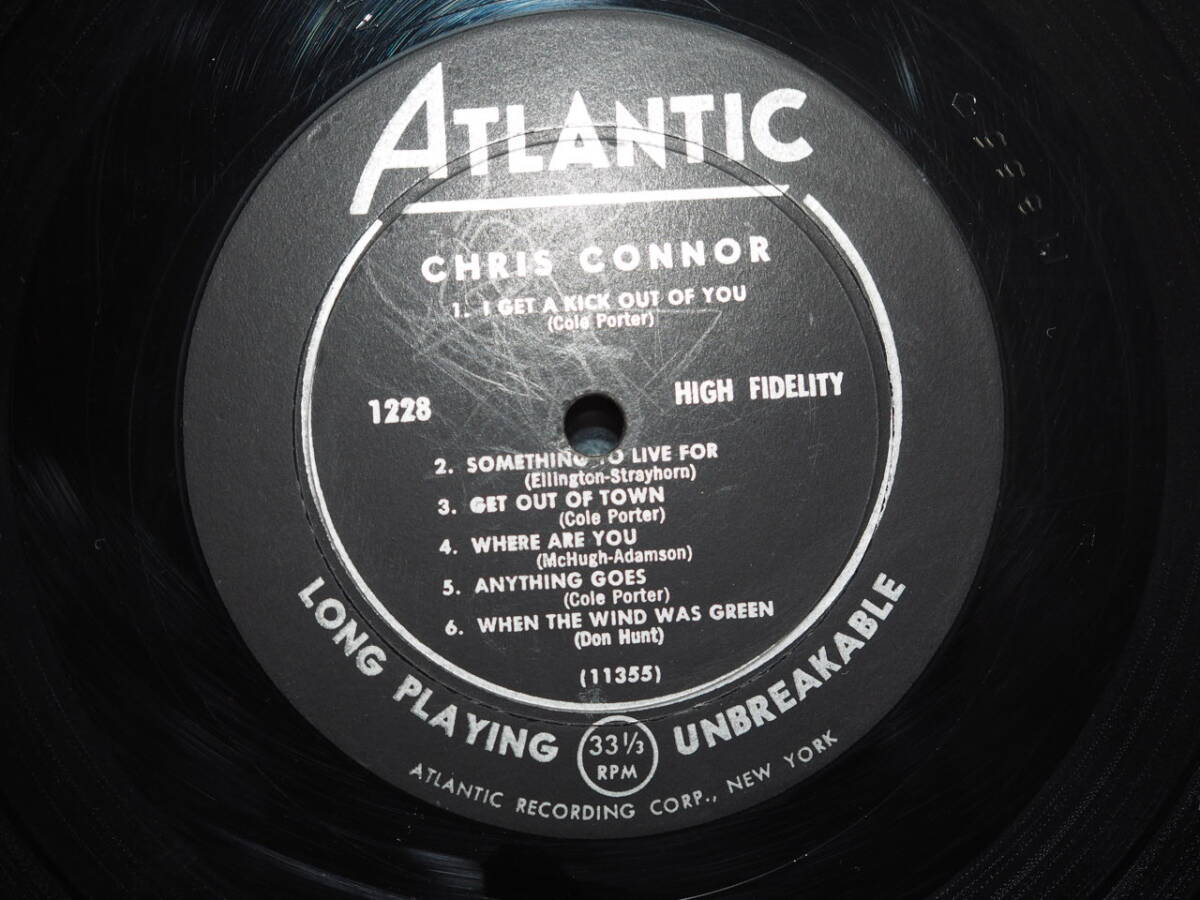 ATLANTIC
CHRIS CONNOR
1. I GET A KICK OUT OF YOU
(Cole Porter)
1228
HIGH FIDELITY
2. SOMETHING TO LIVE FOR
(Ellington-Strayhorn)
3. GET OUT OF TOWN
(Cole Porter)
4. WHERE ARE YOU
(McHugh-Adamson)
5. ANYTHING GOES
(Cole Porter)
6. WHEN THE WIND WAS GREEN
(Don Hunt)
(11355)
LONG PLAYING 33 1/3 RPM UNBREAKABLE
ATLANTIC RECORDING CORP., NEW YORK